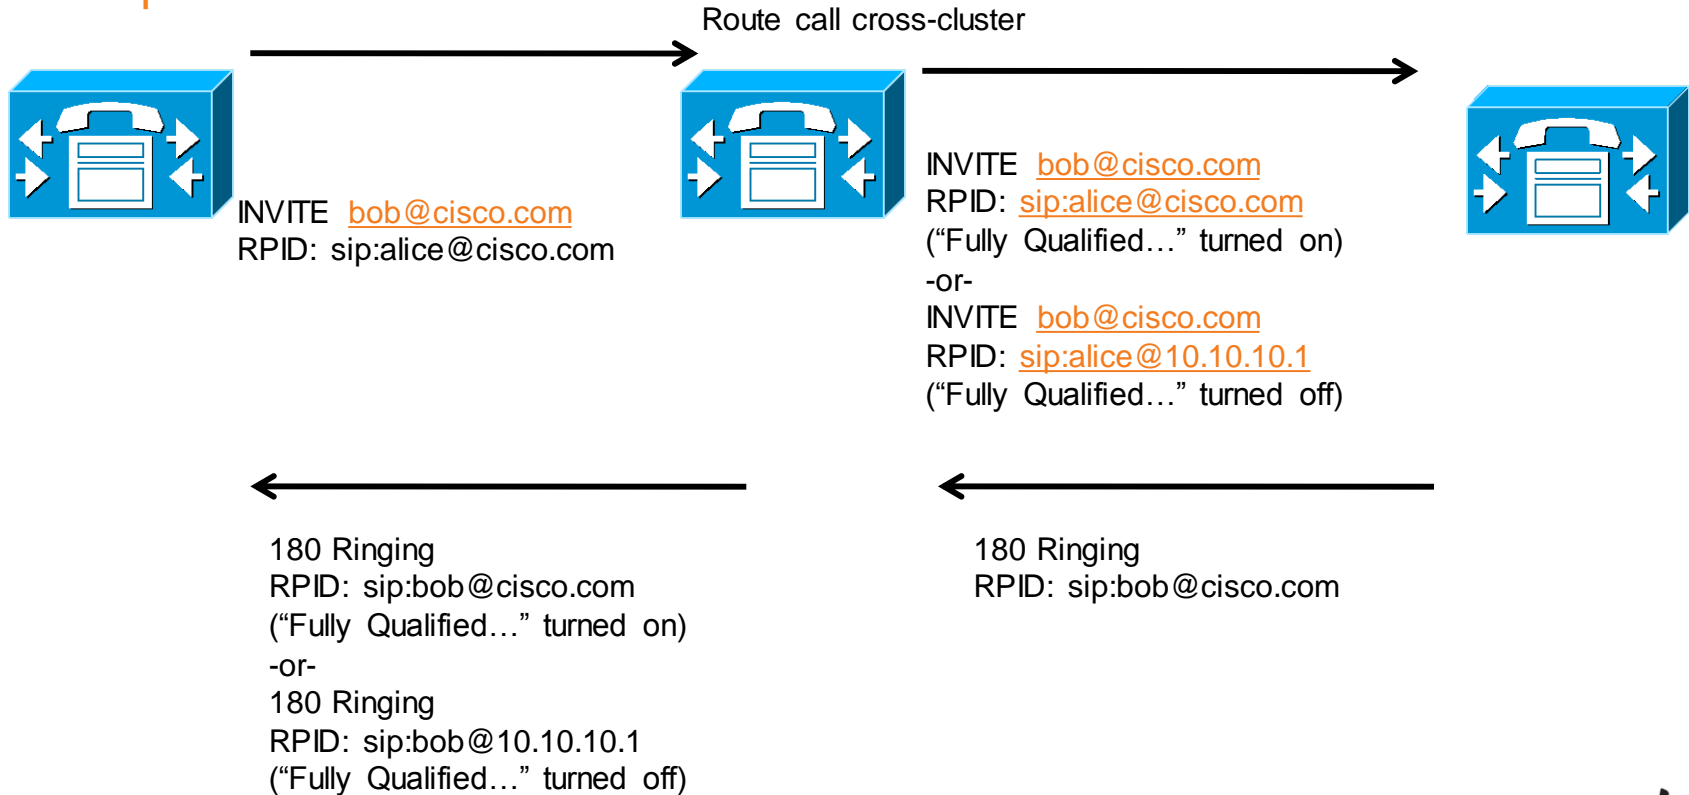 Route call cross-cluster
INVITE bob@cisco.com
RPID: sip:alice@cisco.com
INVITE bob@cisco.com
RPID: sip:alice@cisco.com
(“Fully Qualified…” turned on)
-or-
INVITE bob@cisco.com
RPID: sip:alice@10.10.10.1
(“Fully Qualified…” turned off)
180 Ringing
RPID: sip:bob@cisco.com
(“Fully Qualified…” turned on)
-or-
180 Ringing
RPID: sip:bob@10.10.10.1
(“Fully Qualified…” turned off)
180 Ringing
RPID: sip:bob@cisco.com